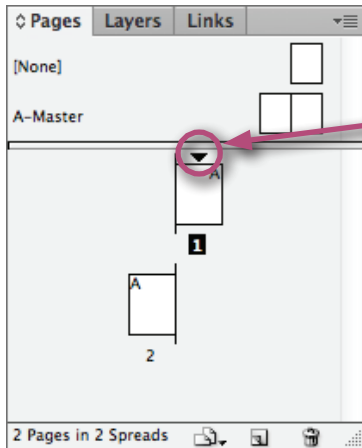 Pages Layers Links
[None]
A-Master
A
1
A
2
2 Pages in 2 Spreads